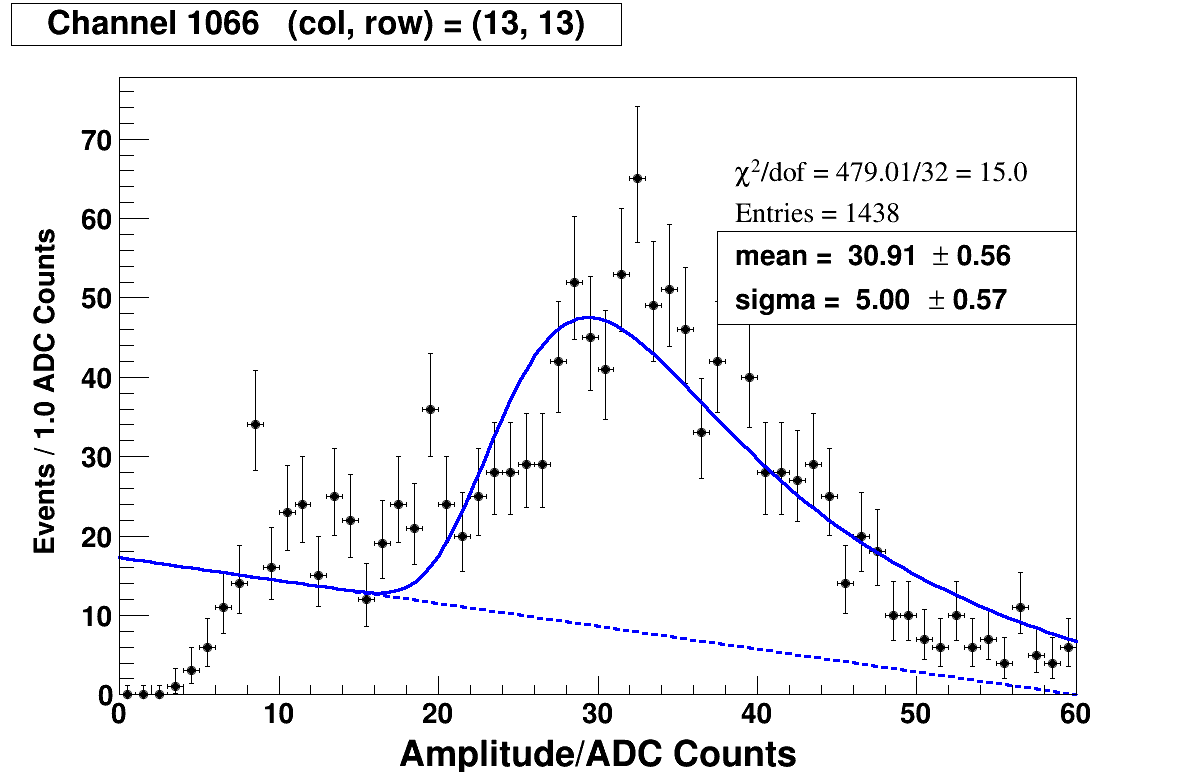 Channel 1066 (col, row) = (13, 13)
χ²/dof = 479.01/32 = 15.0
Entries = 1438
mean = 30.91 ± 0.56
sigma = 5.00 ± 0.57
Events / 1.0 ADC Counts
70
60
50
40
30
20
10
0
0 10 20 30 40 50 60
Amplitude/ADC Counts